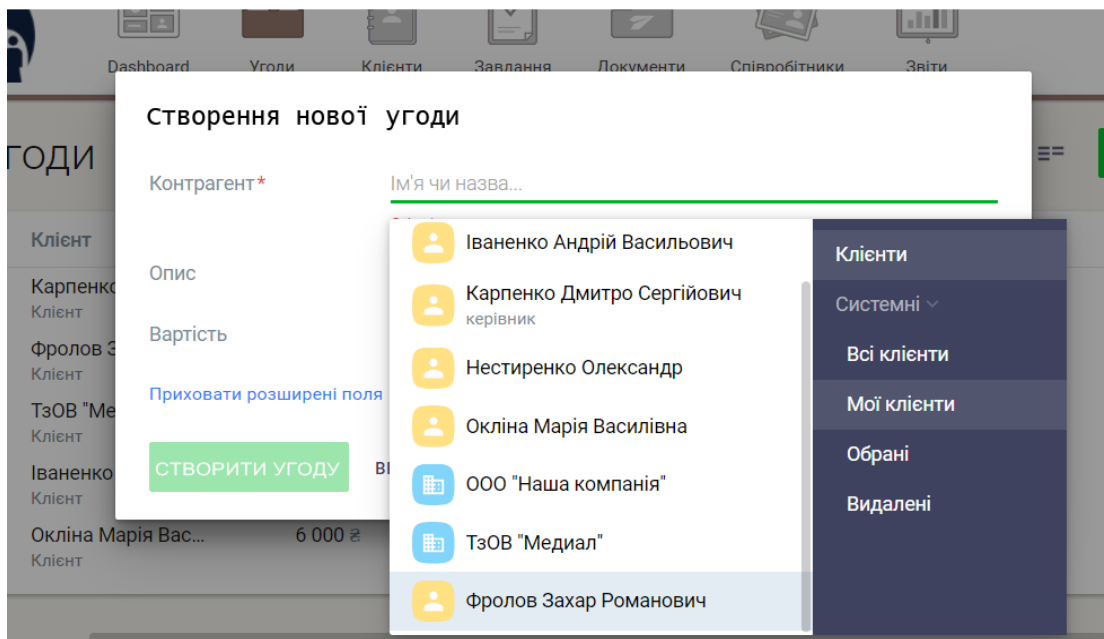 Dashboard Угоди Клієнти Завдання Документи Співробітники Звіти
Створення нової угоди
ГОДИ
Контрагент* Ім'я чи назва...
Клієнт
Іваненко Андрій Васильович
Клієнти
Опис
Карпенко
Клієнт
Карпенко Дмитро Сергійович
керівник
Системні
Вартість
Фролов З
Клієнт
Нестиренко Олександр
Всі клієнти
Приховати розширені поля
ТзОВ "Ме
Клієнт
Окліна Марія Василівна
Мої клієнти
СТВОРИТИ УГОДУ
Іваненко
Клієнт
ООО "Наша компанія"
Обрані
ТзОВ "Медиал"
Видалені
Окліна Марія Вас... 6 000 ₴
Клієнт
Фролов Захар Романович